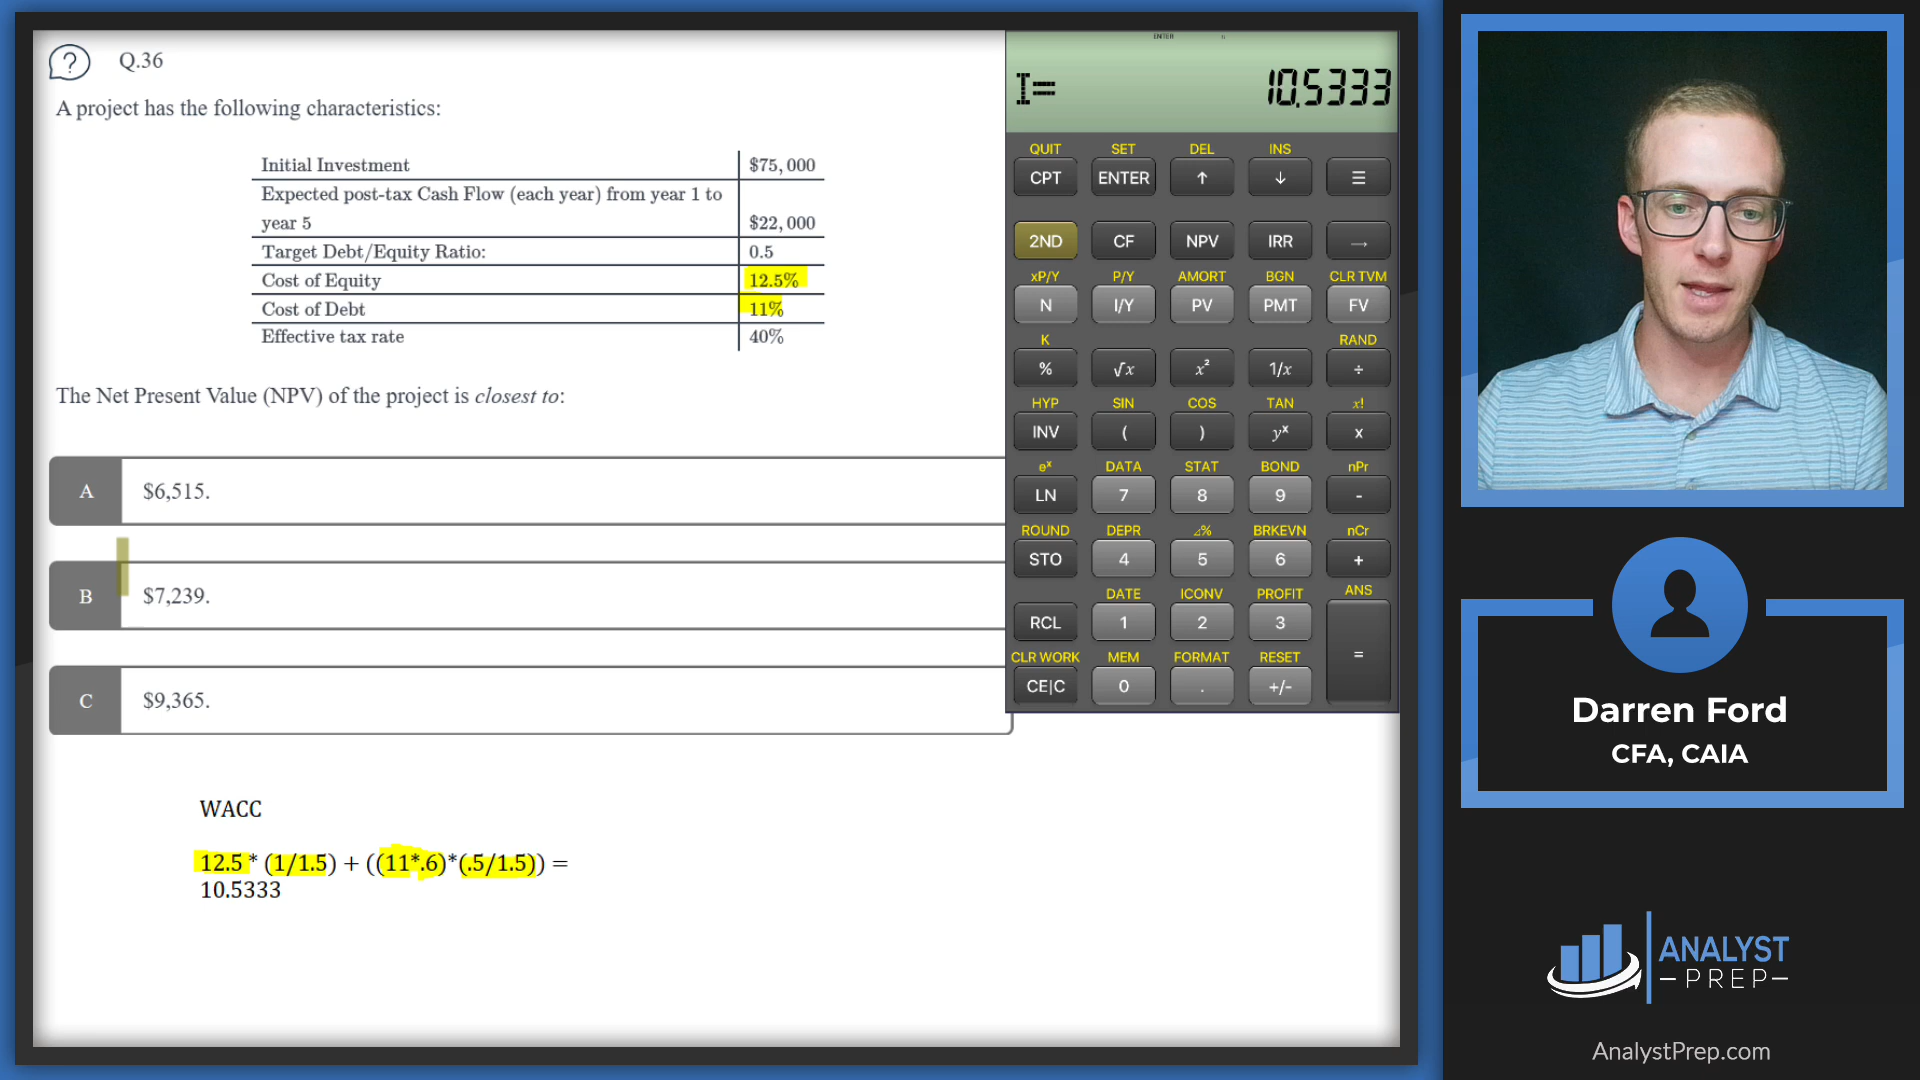 ?
Q.36
A project has the following characteristics:
Initial Investment $75,000
Expected post-tax Cash Flow (each year) from year 1 to
year 5 $22,000
Target Debt/Equity Ratio: 0.5
Cost of Equity 12.5%
Cost of Debt 11%
Effective tax rate 40%
The Net Present Value (NPV) of the project is closest to:
A $6,515.
B $7,239.
C $9,365.
WACC
12.5 * (1/1.5) + ((11*.6)*(.5/1.5)) =
10.5333
ENTER
I= 10.5333
QUIT SET DEL INS
CPT ENTER ↑ ↓ ☰
2ND CF NPV IRR →
xP/Y P/Y AMORT BGN CLR TVM
N I/Y PV PMT FV
K RAND
% √x x² 1/x ÷
HYP SIN COS TAN x!
INV ( ) yˣ x
eˣ DATA STAT BOND nPr
LN 7 8 9 -
ROUND DEPR ⊿% BRKEVN nCr
STO 4 5 6 +
DATE ICONV PROFIT ANS
RCL 1 2 3 =
CLR WORK MEM FORMAT RESET
CE|C 0 . +/-
Darren Ford
CFA, CAIA
ANALYST
PREP
AnalystPrep.com